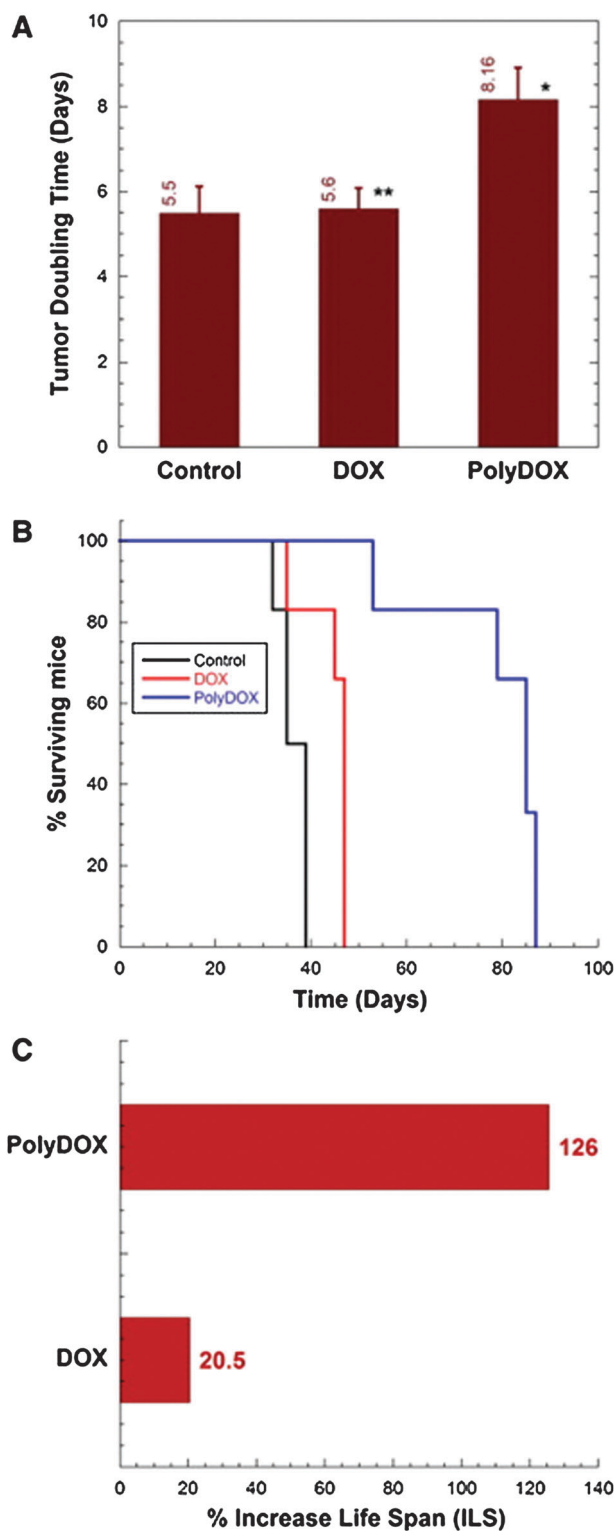 A
Tumor Doubling Time (Days)
10
8
6
4
2
0
5.5
5.6
**
8.16
*
Control DOX PolyDOX
B
% Surviving mice
100
80
60
40
20
0
Control
DOX
PolyDOX
0 20 40 60 80 100
Time (Days)
C
PolyDOX
126
DOX
20.5
0 20 40 60 80 100 120 140
% Increase Life Span (ILS)